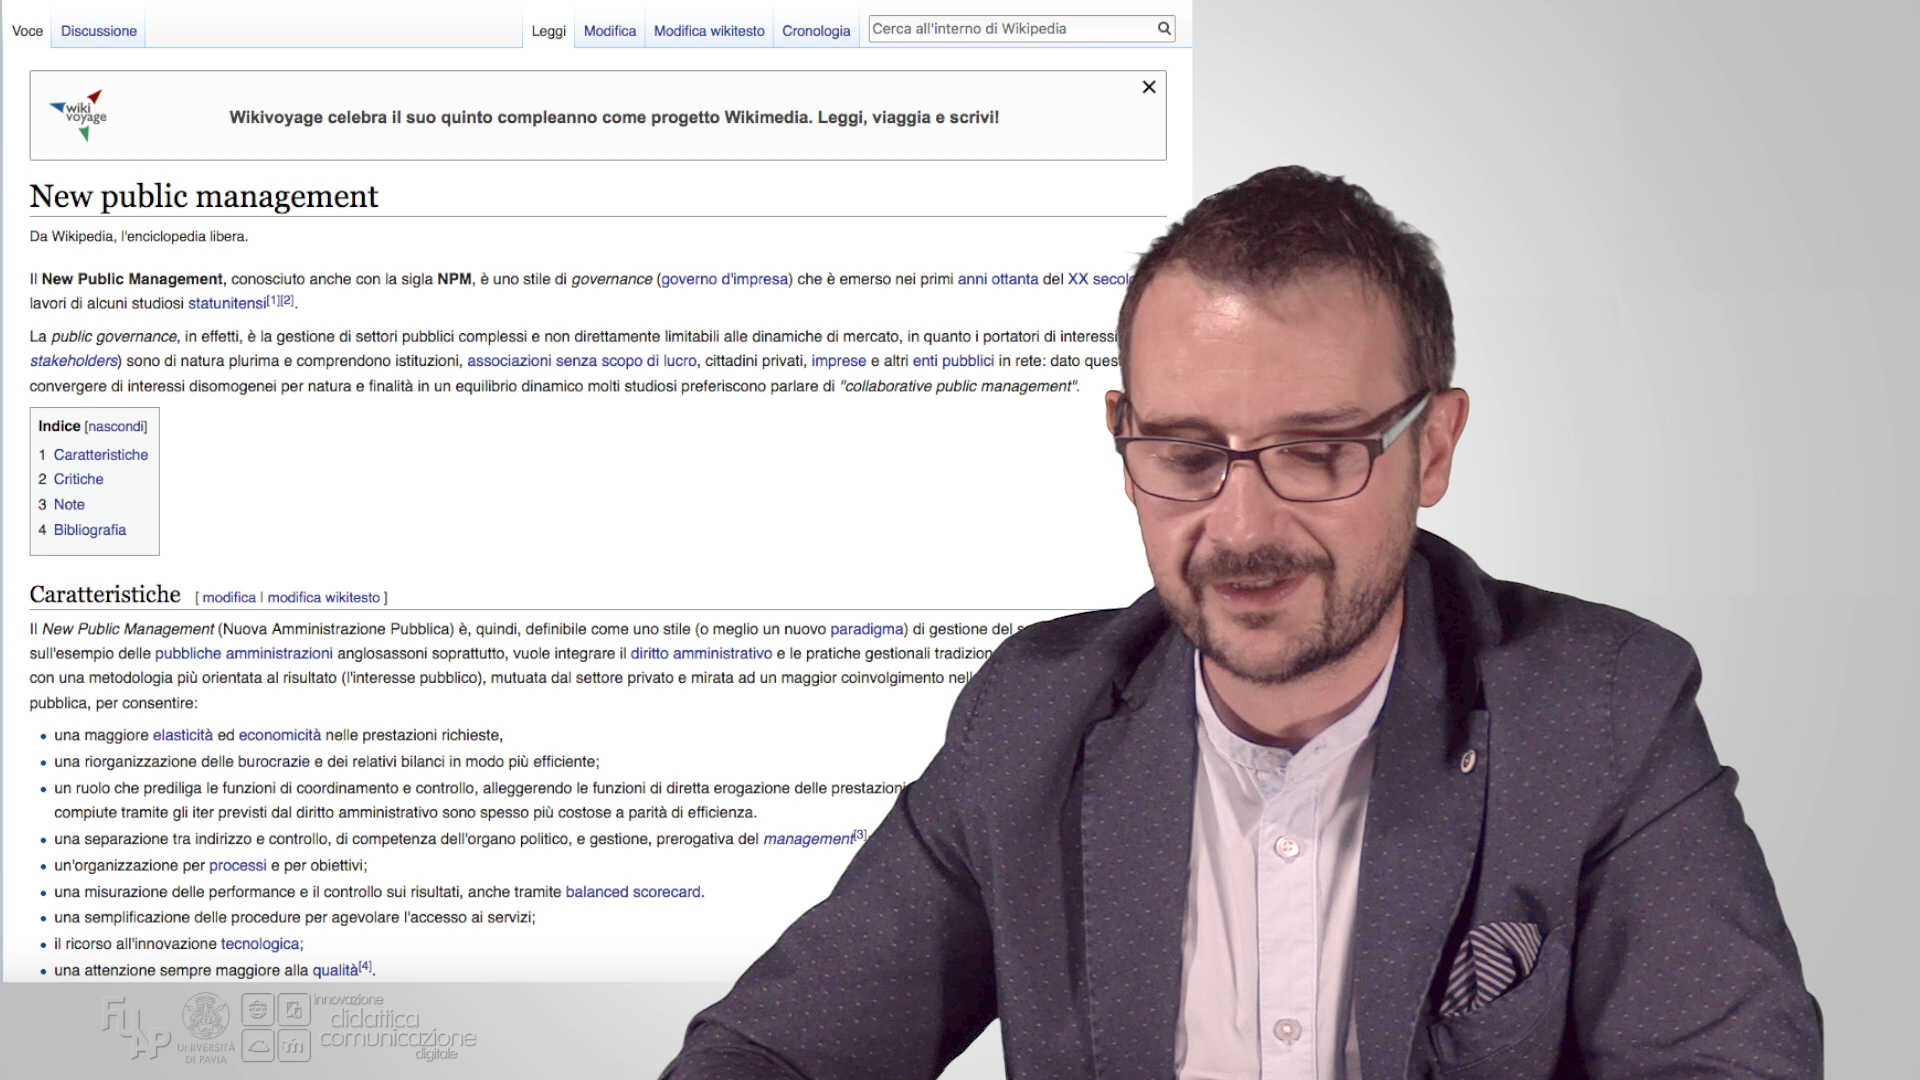 Voce Discussione Leggi Modifica Modifica wikitesto Cronologia Cerca all'interno di Wikipedia
wiki
voyage
Wikivoyage celebra il suo quinto compleanno come progetto Wikimedia. Leggi, viaggia e scrivi!
New public management
Da Wikipedia, l'enciclopedia libera.
Il New Public Management, conosciuto anche con la sigla NPM, è uno stile di governance (governo d'impresa) che è emerso nei primi anni ottanta del XX
lavori di alcuni studiosi statunitensi[1][2].
La public governance, in effetti, è la gestione di settori pubblici complessi e non direttamente limitabili alle dinamiche di mercato, in quanto i portatori di interessi
stakeholders) sono di natura plurima e comprendono istituzioni, associazioni senza scopo di lucro, cittadini privati, imprese e altri enti pubblici in rete: dato
convergere di interessi disomogenei per natura e finalità in un equilibrio dinamico molti studiosi preferiscono parlare di "collaborative public management".
Indice [nascondi]
1 Caratteristiche
2 Critiche
3 Note
4 Bibliografia
Caratteristiche [ modifica | modifica wikitesto ]
Il New Public Management (Nuova Amministrazione Pubblica) è, quindi, definibile come uno stile (o meglio un nuovo paradigma) di gestione del
sull'esempio delle pubbliche amministrazioni anglosassoni soprattutto, vuole integrare il diritto amministrativo e le pratiche gestionali
con una metodologia più orientata al risultato (l'interesse pubblico), mutuata dal settore privato e mirata ad un maggior coinvolgimento
pubblica, per consentire:
• una maggiore elasticità ed economicità nelle prestazioni richieste,
• una riorganizzazione delle burocrazie e dei relativi bilanci in modo più efficiente;
• un ruolo che prediliga le funzioni di coordinamento e controllo, alleggerendo le funzioni di diretta erogazione delle prestazioni
compiute tramite gli iter previsti dal diritto amministrativo sono spesso più costose a parità di efficienza.
• una separazione tra indirizzo e controllo, di competenza dell'organo politico, e gestione, prerogativa del management[3]
• un'organizzazione per processi e per obiettivi;
• una misurazione delle performance e il controllo sui risultati, anche tramite balanced scorecard.
• una semplificazione delle procedure per agevolare l'accesso ai servizi;
• il ricorso all'innovazione tecnologica;
• una attenzione sempre maggiore alla qualità[4].
UNIVERSITÀ
DI PAVIA
innovazione
didattica
comunicazione
digitale